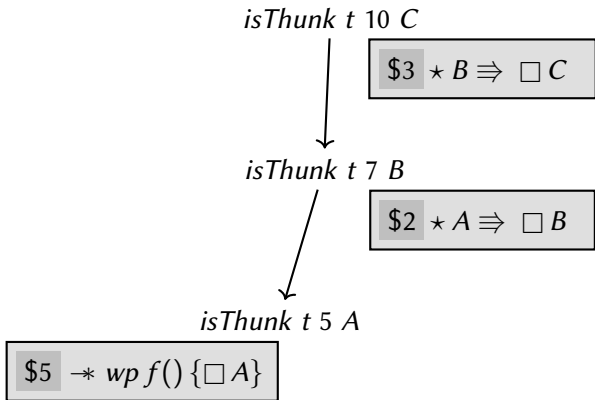 isThunk t 10 C
$3 ⋆ B ⇛ □ C
isThunk t 7 B
$2 ⋆ A ⇛ □ B
isThunk t 5 A
$5 -⋆ wp f() {□ A}